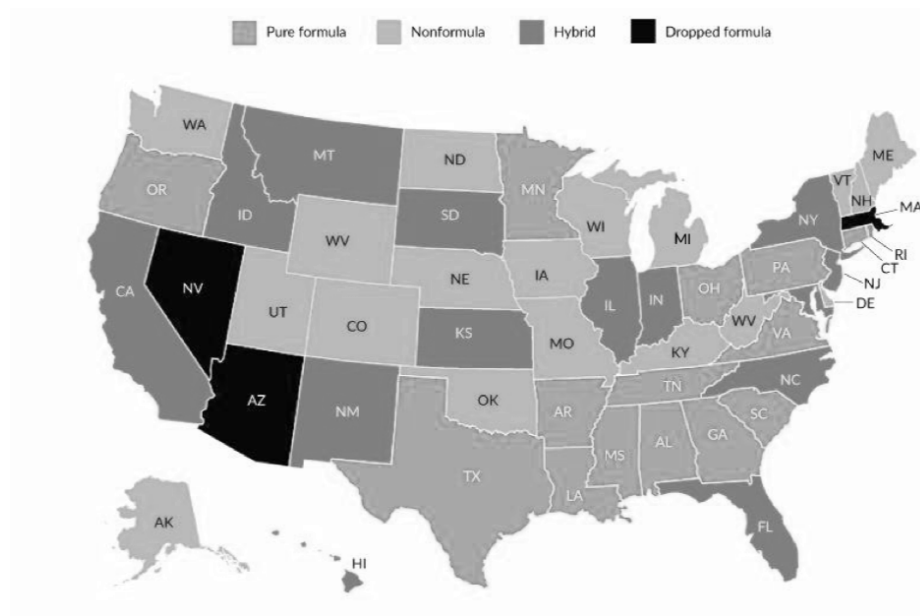 Pure formula Nonformula Hybrid Dropped formula
WA
MT
ND
MN
ME
VT
NH
MA
OR
ID
SD
WI
MI
NY
WV
RI
CT
NE
IA
PA
NJ
CA
NV
UT
CO
IL
IN
OH
DE
WV
VA
KS
MO
KY
AZ
NM
OK
AR
TN
NC
SC
MS
AL
GA
TX
LA
AK
HI
FL